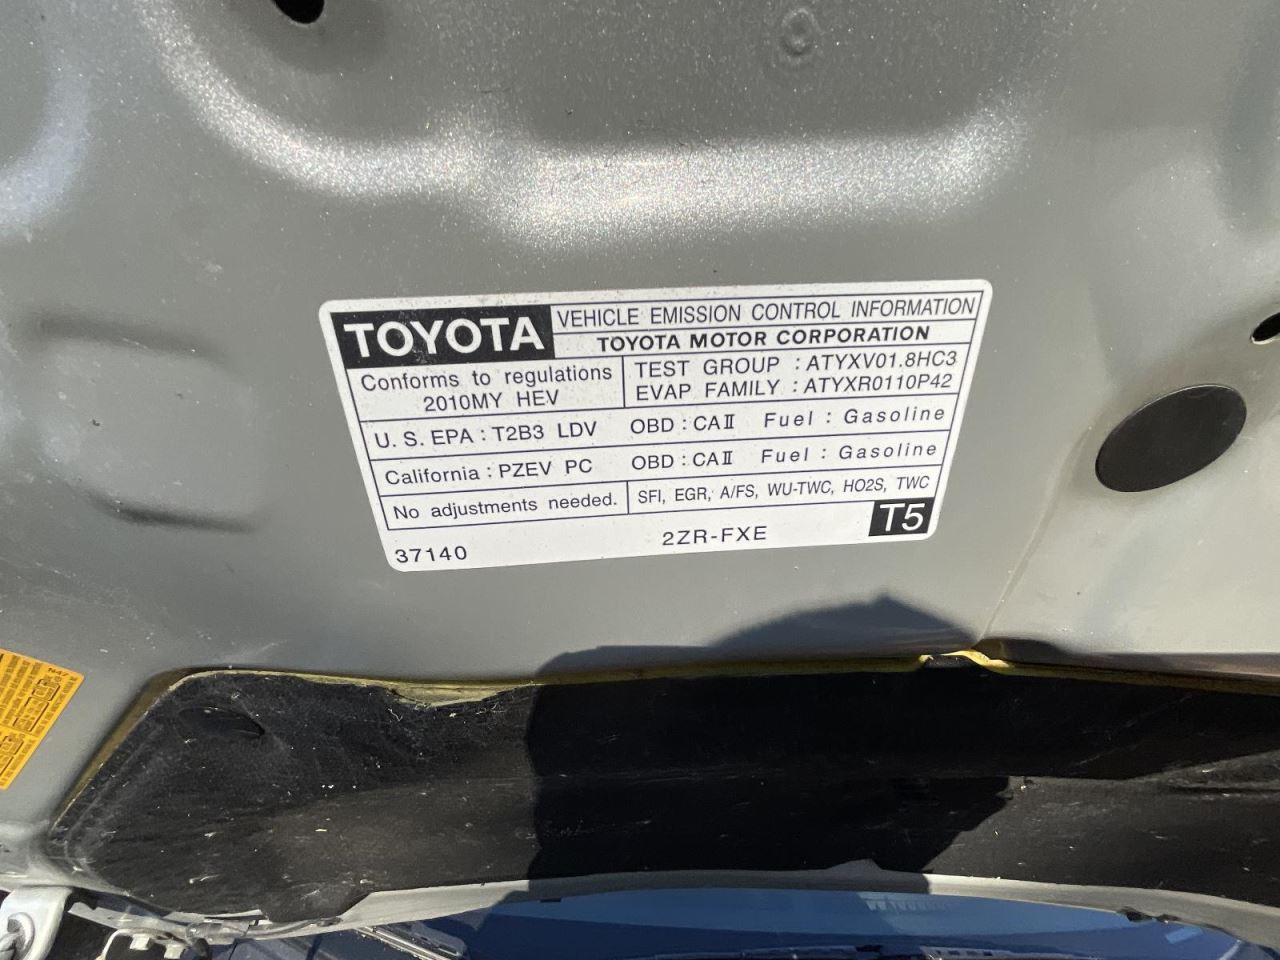 TOYOTA
VEHICLE EMISSION CONTROL INFORMATION
TOYOTA MOTOR CORPORATION
Conforms to regulations
2010MY HEV
TEST GROUP : ATYXV01.8HC3
EVAP FAMILY : ATYXR0110P42
U. S. EPA : T2B3 LDV OBD : CAⅡ Fuel : Gasoline
California : PZEV PC OBD : CAⅡ Fuel : Gasoline
No adjustments needed. SFI, EGR, A/FS, WU-TWC, HO2S, TWC
37140 2ZR-FXE T5